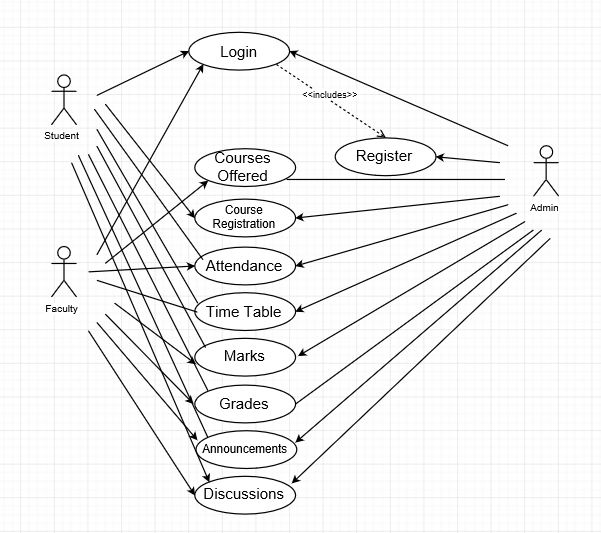 Login
<<includes>>
Student
Courses
Offered
Register
Admin
Course
Registration
Attendance
Faculty
Time Table
Marks
Grades
Announcements
Discussions